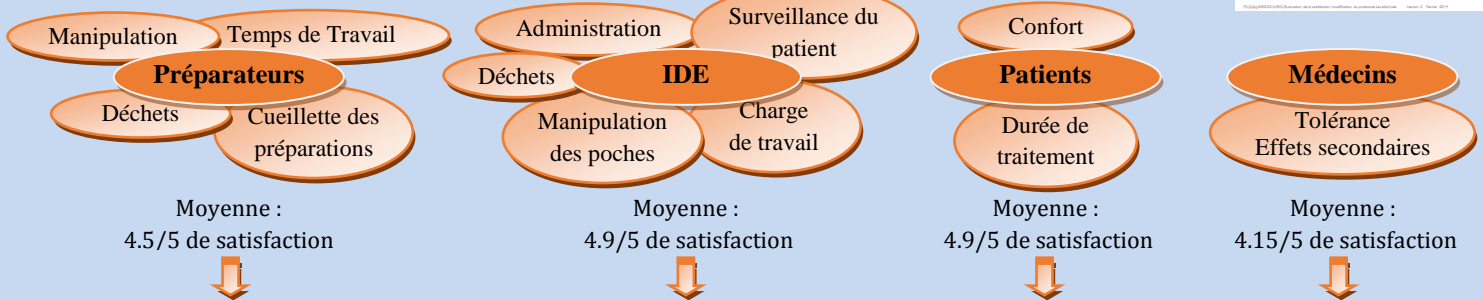 Manipulation
Temps de Travail
Préparateurs
Déchets
Cueillette des
préparations
Moyenne :
4.5/5 de satisfaction
Administration
Surveillance du
patient
Déchets
IDE
Manipulation
des poches
Charge
de travail
Moyenne :
4.9/5 de satisfaction
Confort
Patients
Durée de
traitement
Moyenne :
4.9/5 de satisfaction
Médecins
Tolérance
Effets secondaires
Moyenne :
4.15/5 de satisfaction